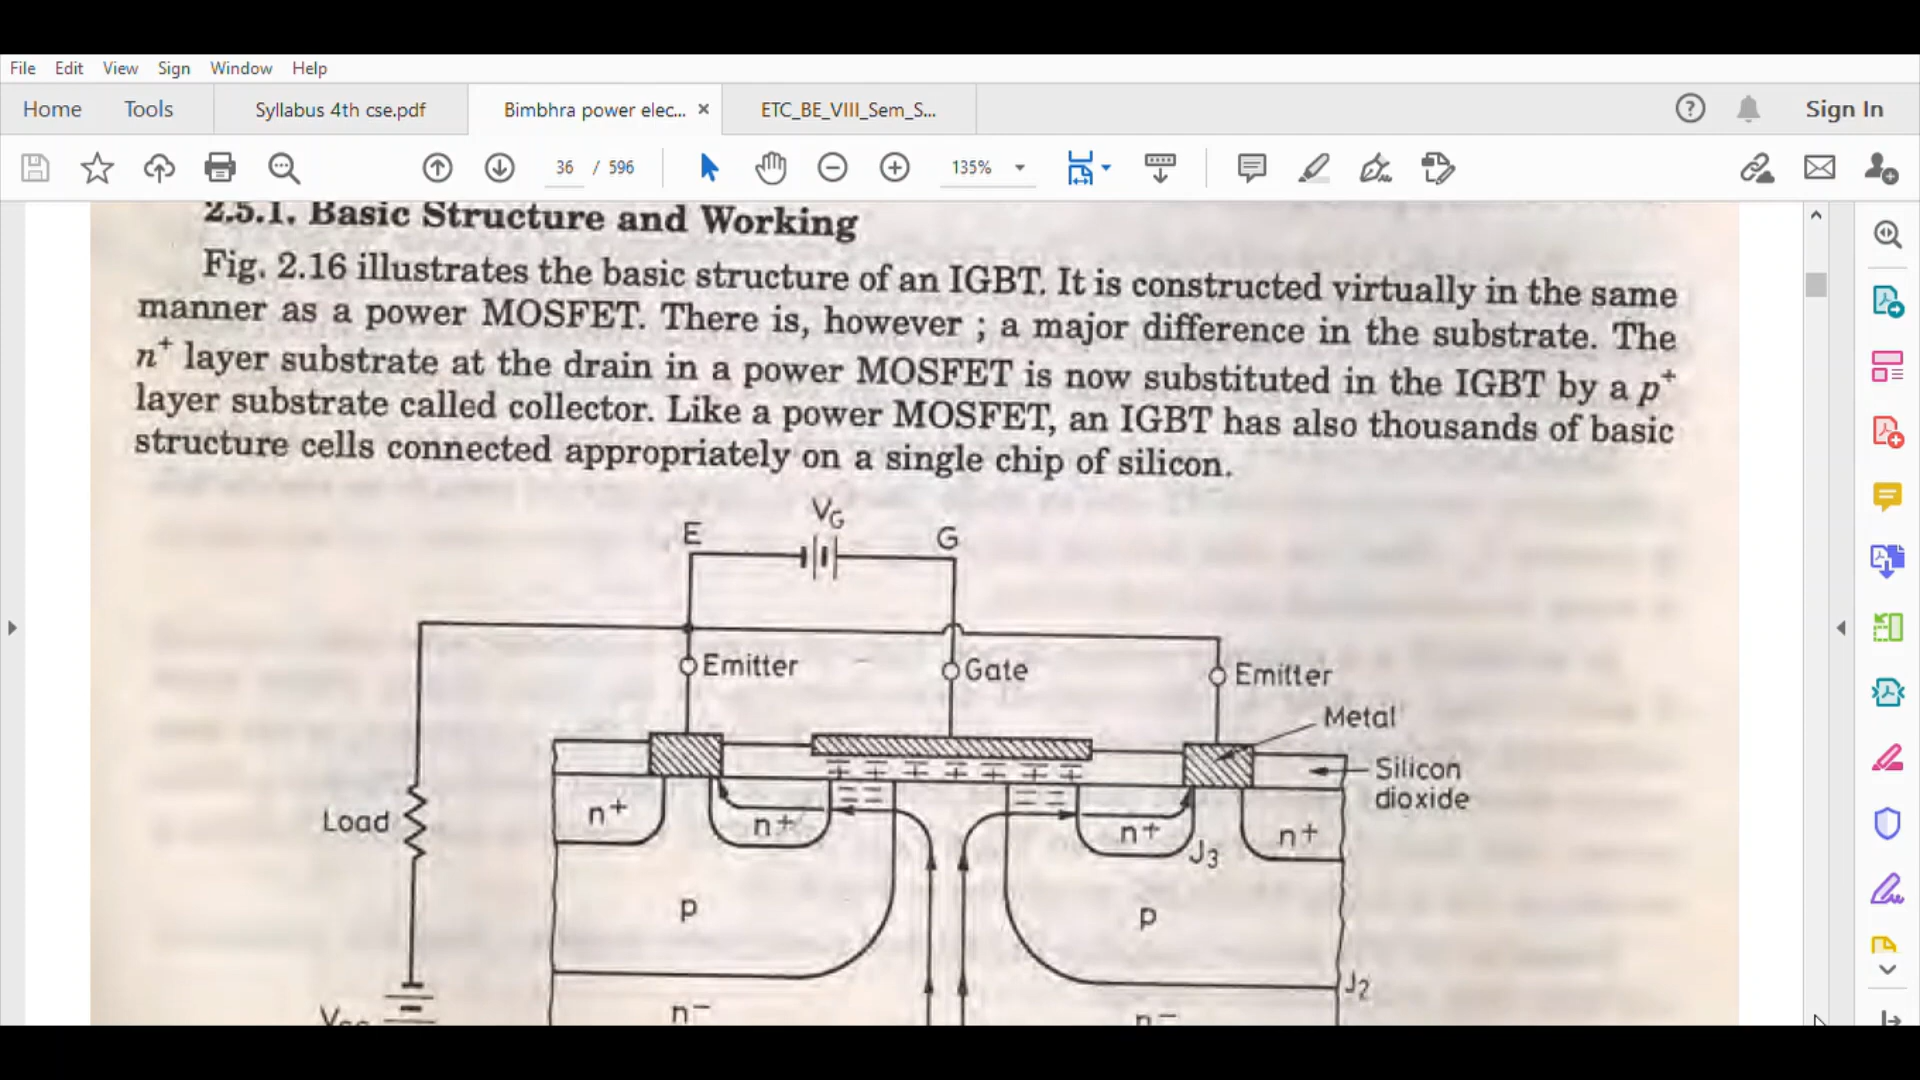 File Edit View Sign Window Help
Home Tools Syllabus 4th cse.pdf Bimbhra power elec... × ETC_BE_VIII_Sem_S... Sign In
36 / 596 135%
2.5.1. Basic Structure and Working
Fig. 2.16 illustrates the basic structure of an IGBT. It is constructed virtually in the same
manner as a power MOSFET. There is, however ; a major difference in the substrate. The
n+ layer substrate at the drain in a power MOSFET is now substituted in the IGBT by a p+
layer substrate called collector. Like a power MOSFET, an IGBT has also thousands of basic
structure cells connected appropriately on a single chip of silicon.
E VG G
Emitter Gate Emitter
Metal
Silicon
dioxide
Load n+ n+ n+ J3 n+
p p
J2
n− n−